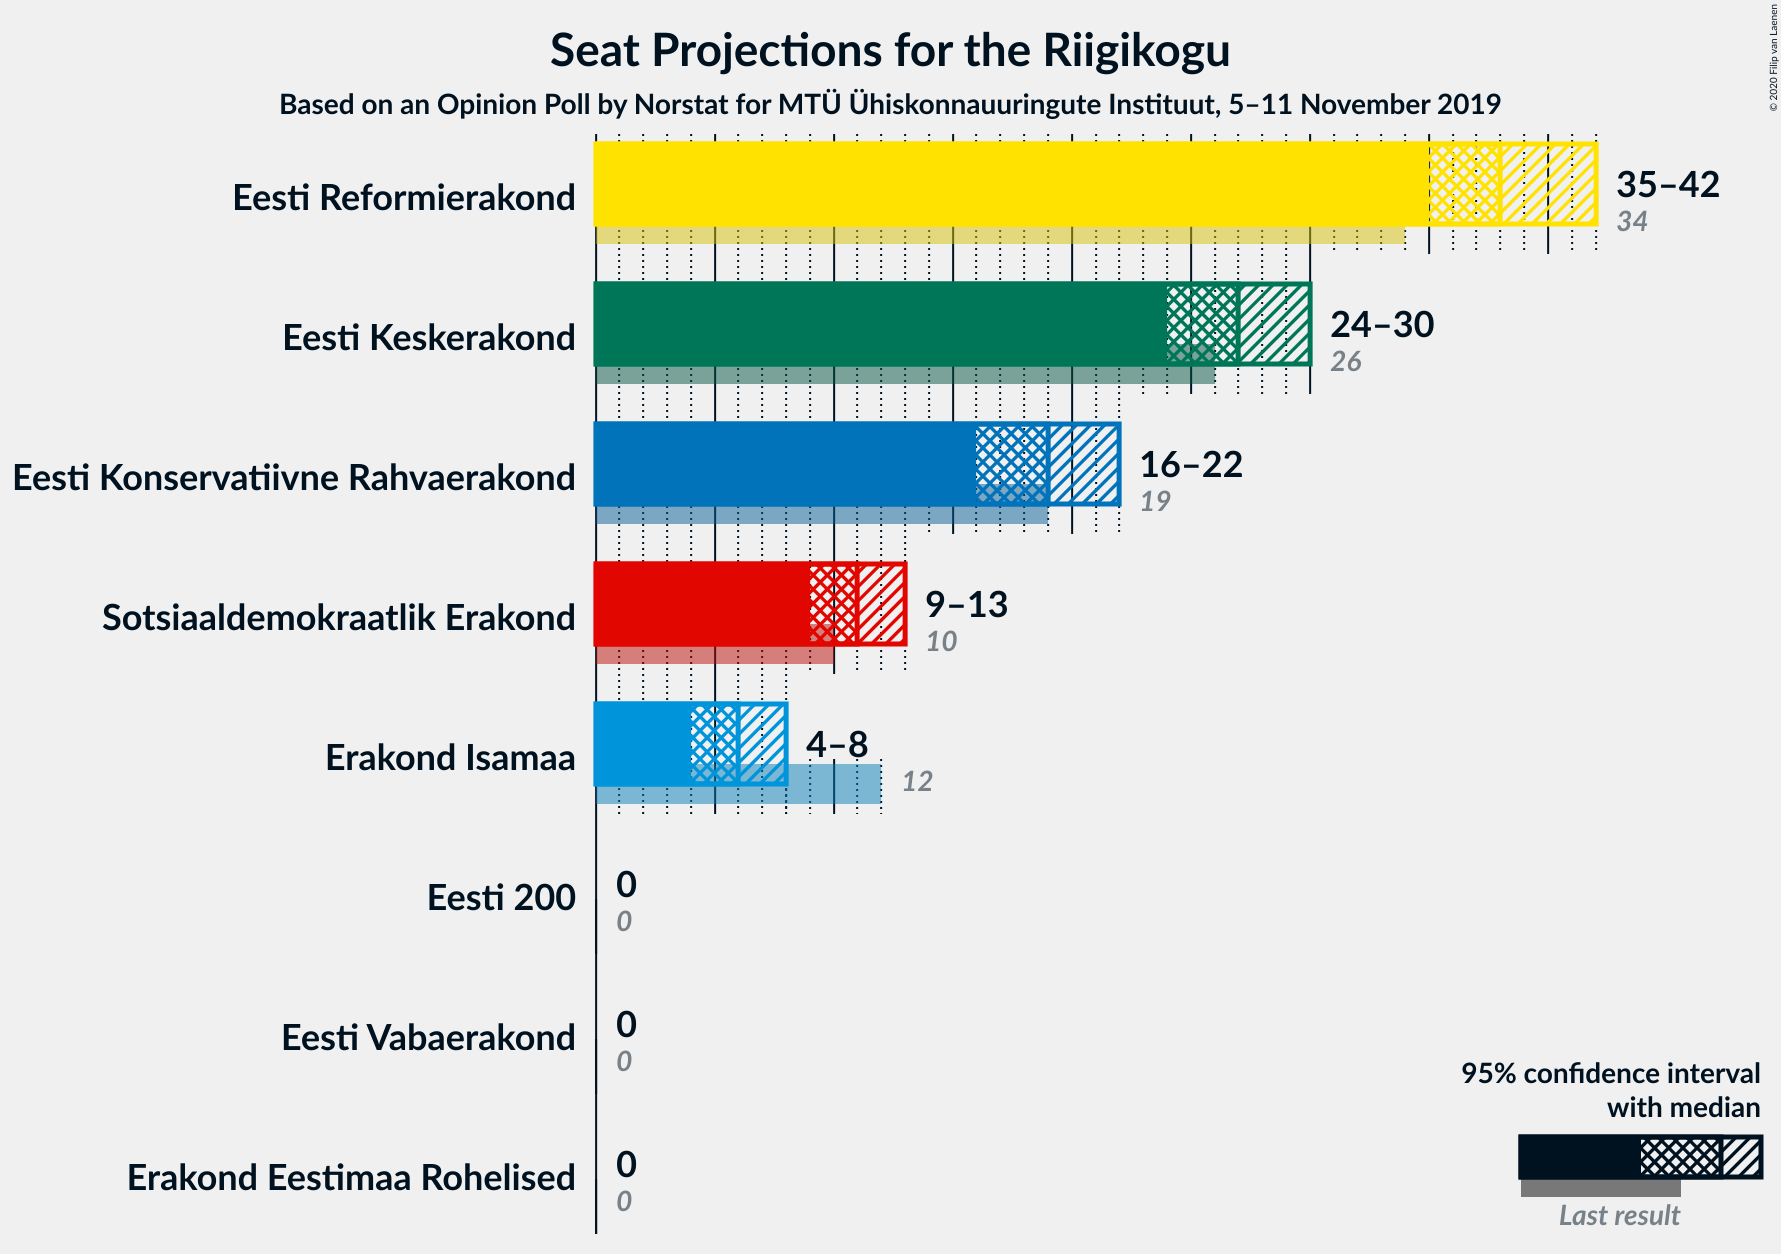 Seat Projections for the Riigikogu
Based on an Opinion Poll by Norstat for MTÜ Ühiskonnauuringute Instituut, 5–11 November 2019
© 2020 Filip van Laenen
Eesti Reformierakond
35–42
34
Eesti Keskerakond
24–30
26
Eesti Konservatiivne Rahvaerakond
16–22
19
Sotsiaaldemokraatlik Erakond
9–13
10
Erakond Isamaa
4–8
12
Eesti 200
0
0
Eesti Vabaerakond
0
0
Erakond Eestimaa Rohelised
0
0
95% confidence interval
with median
Last result